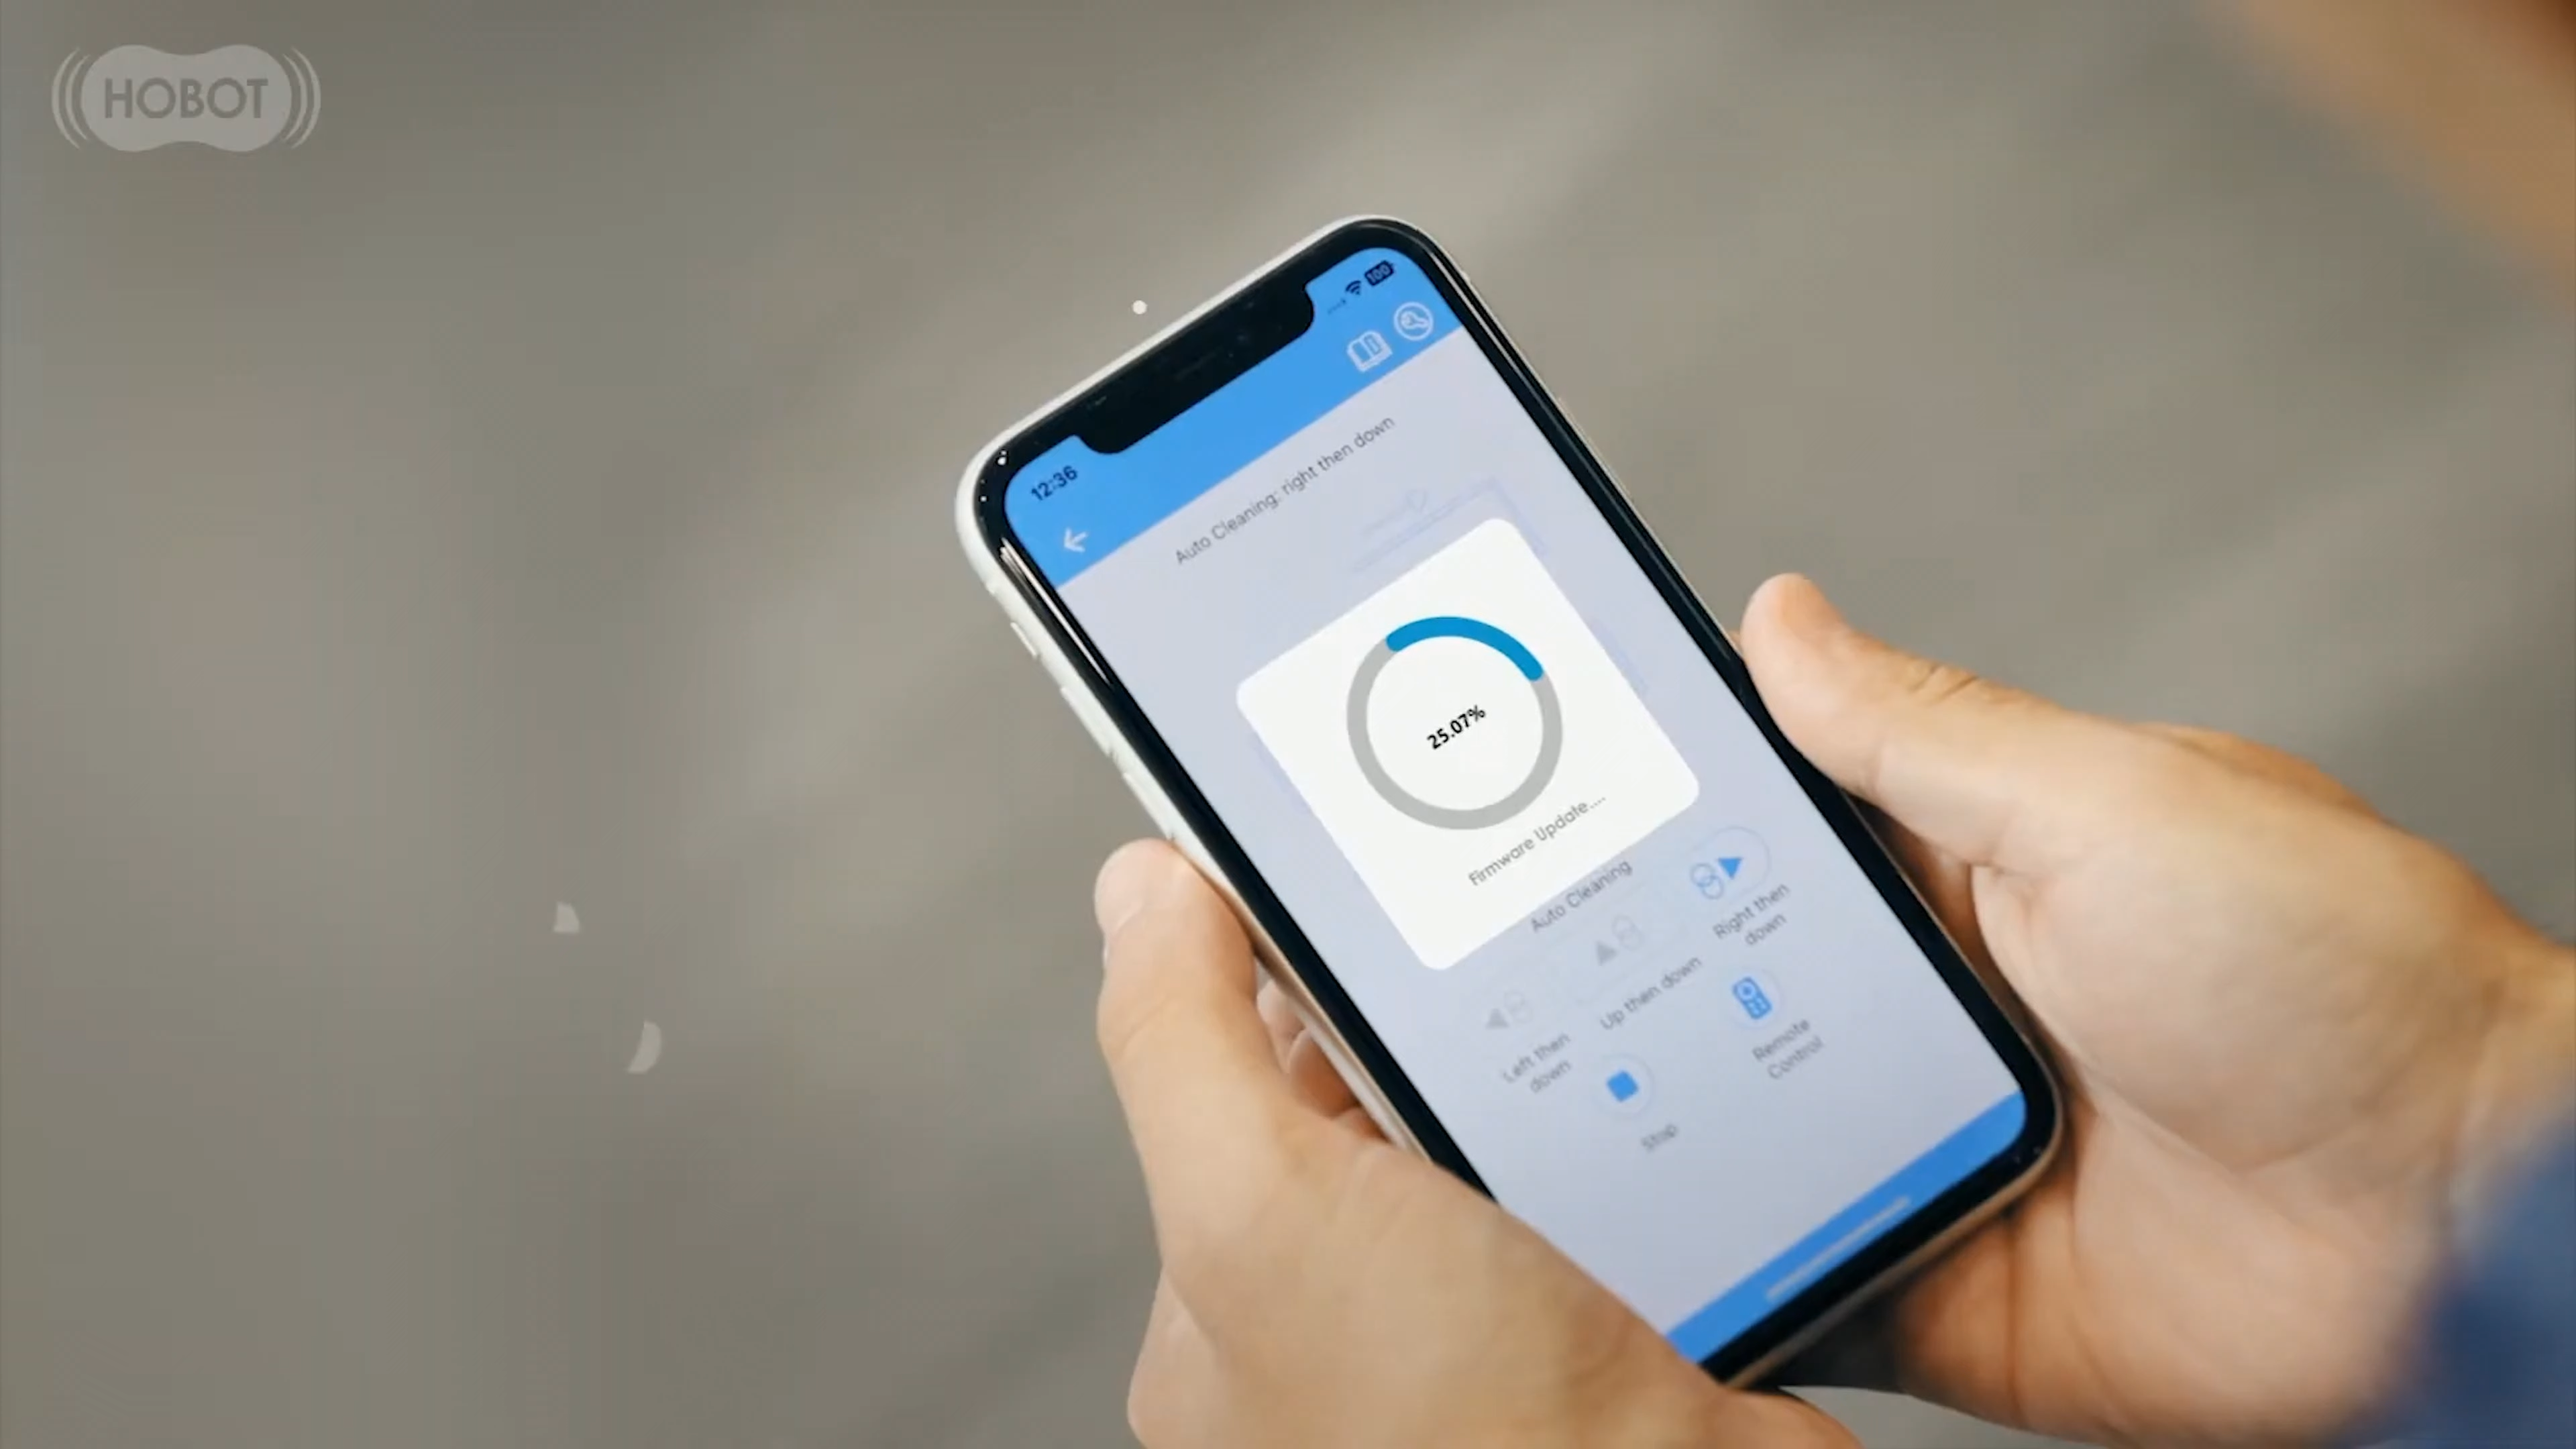 HOBOT
100
12:36
Auto Cleaning: right then down
25.07%
Firmware Update....
Auto Cleaning
Left then
down
Up then down
Right then
down
Stop
Remote
Control